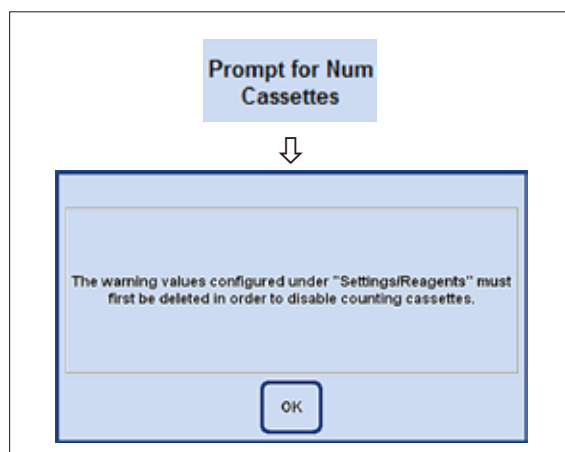 Prompt for Num
Cassettes
The warning values configured under "Settings/Reagents" must
first be deleted in order to disable counting cassettes.
OK